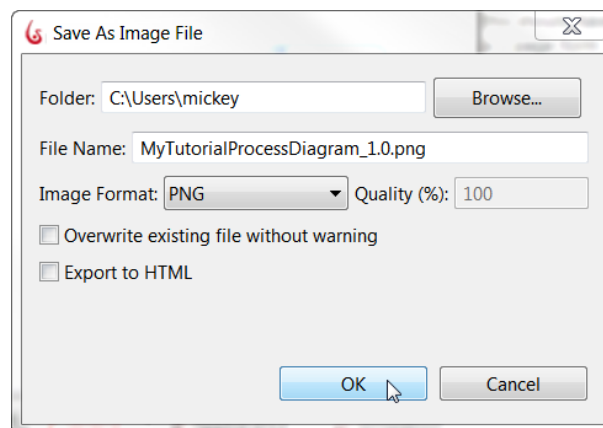 Save As Image File
Folder: C:\Users\mickey Browse...
File Name: MyTutorialProcessDiagram_1.0.png
Image Format: PNG Quality (%): 100
Overwrite existing file without warning
Export to HTML
OK Cancel